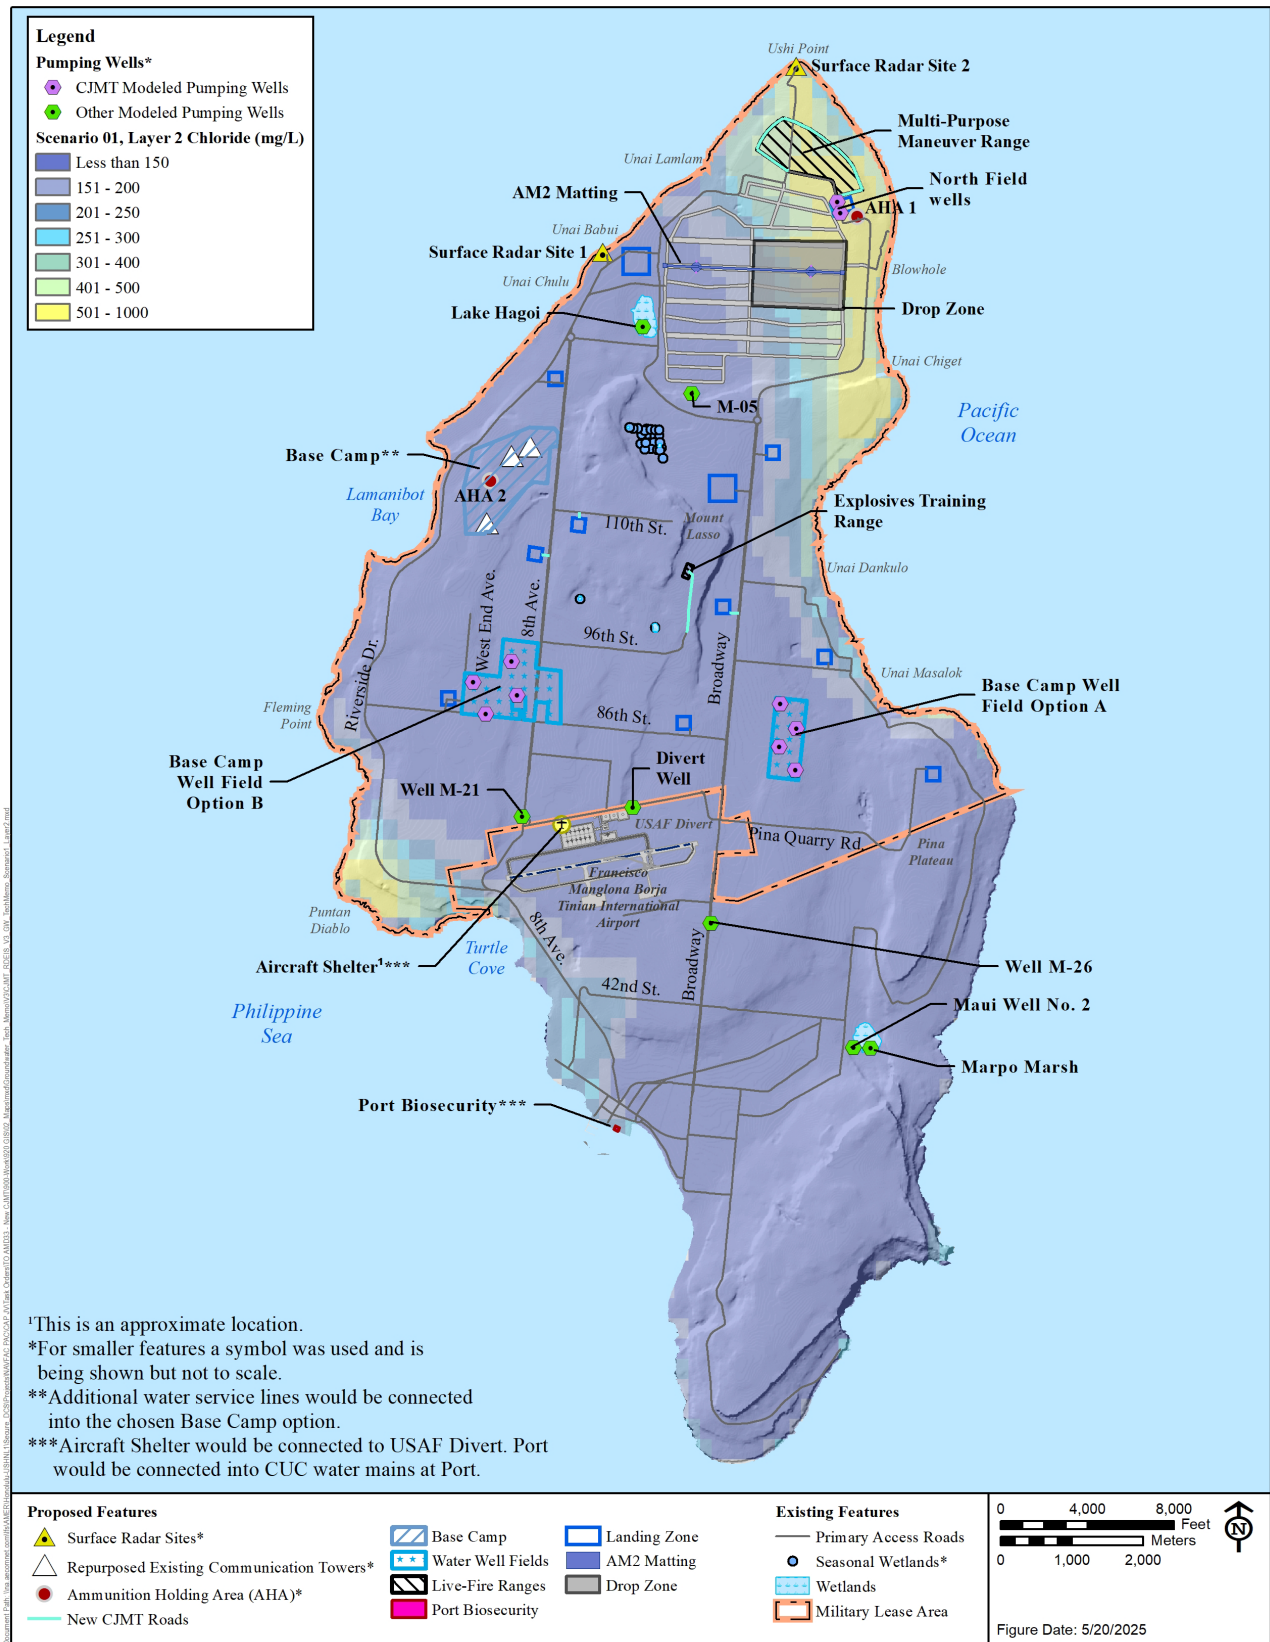 Legend
Pumping Wells*
CJMT Modeled Pumping Wells
Other Modeled Pumping Wells
Scenario 01, Layer 2 Chloride (mg/L)
Less than 150
151 - 200
201 - 250
251 - 300
301 - 400
401 - 500
501 - 1000
Ushi Point
Surface Radar Site 2
Multi-Purpose
Maneuver Range
Unai Lamlam
North Field
wells
AM2 Matting
AHA 1
Unai Babui
Surface Radar Site 1
Blowhole
Unai Chulu
Lake Hagoi
Drop Zone
Unai Chiget
M-05
Pacific
Ocean
Base Camp**
Lamanibot
Bay
AHA 2
Explosives Training
Range
110th St.
Mount
Lasso
Unai Dankulo
West End Ave.
8th Ave.
96th St.
Broadway
Riverside Dr.
Unai Masalok
Base Camp Well
Field Option A
Fleming
Point
86th St.
Base Camp
Well Field
Option B
Divert
Well
Well M-21
USAF Divert
Pina Quarry Rd.
Pina
Plateau
Francisco
Manglona Borja
Tinian International
Airport
Puntan
Diablo
8th Ave.
Turtle
Cove
Aircraft Shelter¹***
Broadway
Well M-26
42nd St.
Maui Well No. 2
Philippine
Sea
Marpo Marsh
Port Biosecurity***
¹This is an approximate location.
*For smaller features a symbol was used and is
being shown but not to scale.
**Additional water service lines would be connected
into the chosen Base Camp option.
***Aircraft Shelter would be connected to USAF Divert. Port
would be connected into CUC water mains at Port.
Proposed Features
Surface Radar Sites*
Repurposed Existing Communication Towers*
Ammunition Holding Area (AHA)*
New CJMT Roads
Base Camp
Water Well Fields
Live-Fire Ranges
Port Biosecurity
Landing Zone
AM2 Matting
Drop Zone
Existing Features
Primary Access Roads
Seasonal Wetlands*
Wetlands
Military Lease Area
0 4,000 8,000
Feet
Meters
0 1,000 2,000
N
Figure Date: 5/20/2025